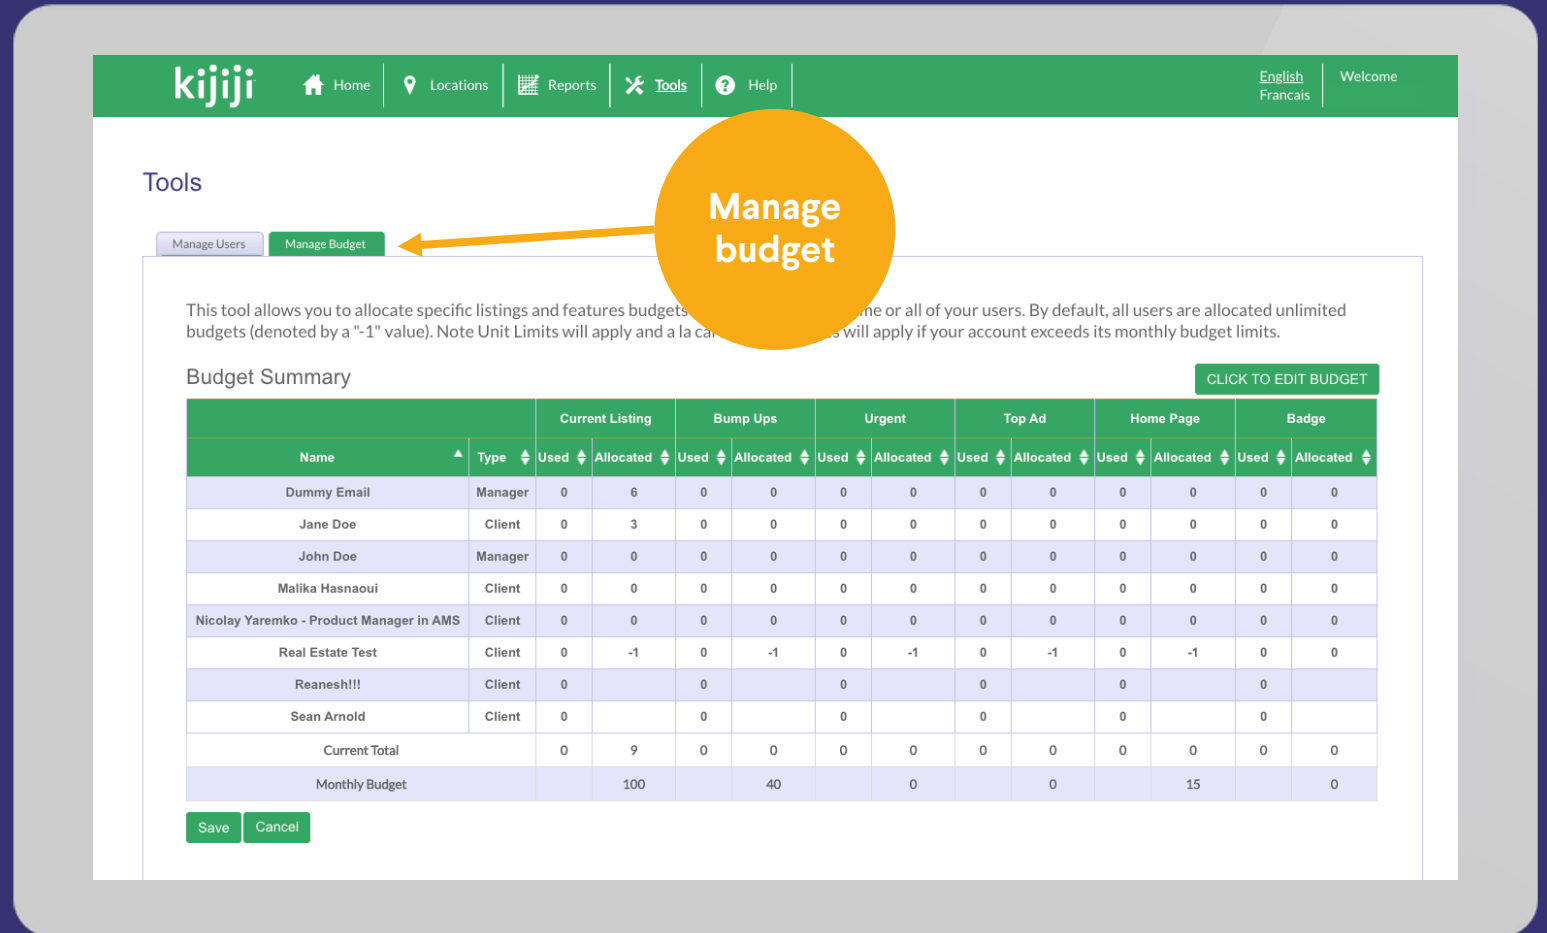 kijiji
Home
Locations
Reports
Tools
Help
English
Francais
Welcome
Tools
Manage
budget
Manage Users
Manage Budget
This tool allows you to allocate specific listings and features budgets me or all of your users. By default, all users are allocated unlimited
budgets (denoted by a "-1" value). Note Unit Limits will apply and a la will apply if your account exceeds its monthly budget limits.
Budget Summary
CLICK TO EDIT BUDGET
Current Listing Bump Ups Urgent Top Ad Home Page Badge
Name Type Used Allocated Used Allocated Used Allocated Used Allocated Used Allocated Used Allocated
Dummy Email Manager 0 6 0 0 0 0 0 0 0 0 0 0
Jane Doe Client 0 3 0 0 0 0 0 0 0 0 0 0
John Doe Manager 0 0 0 0 0 0 0 0 0 0 0 0
Malika Hasnaoui Client 0 0 0 0 0 0 0 0 0 0 0 0
Nicolay Yaremko - Product Manager in AMS Client 0 0 0 0 0 0 0 0 0 0 0 0
Real Estate Test Client 0 -1 0 -1 0 -1 0 -1 0 -1 0 0
Reanesh!!! Client 0 0 0 0 0 0
Sean Arnold Client 0 0 0 0 0 0
Current Total 0 9 0 0 0 0 0 0 0 0 0 0
Monthly Budget 100 40 0 0 15 0
Save
Cancel